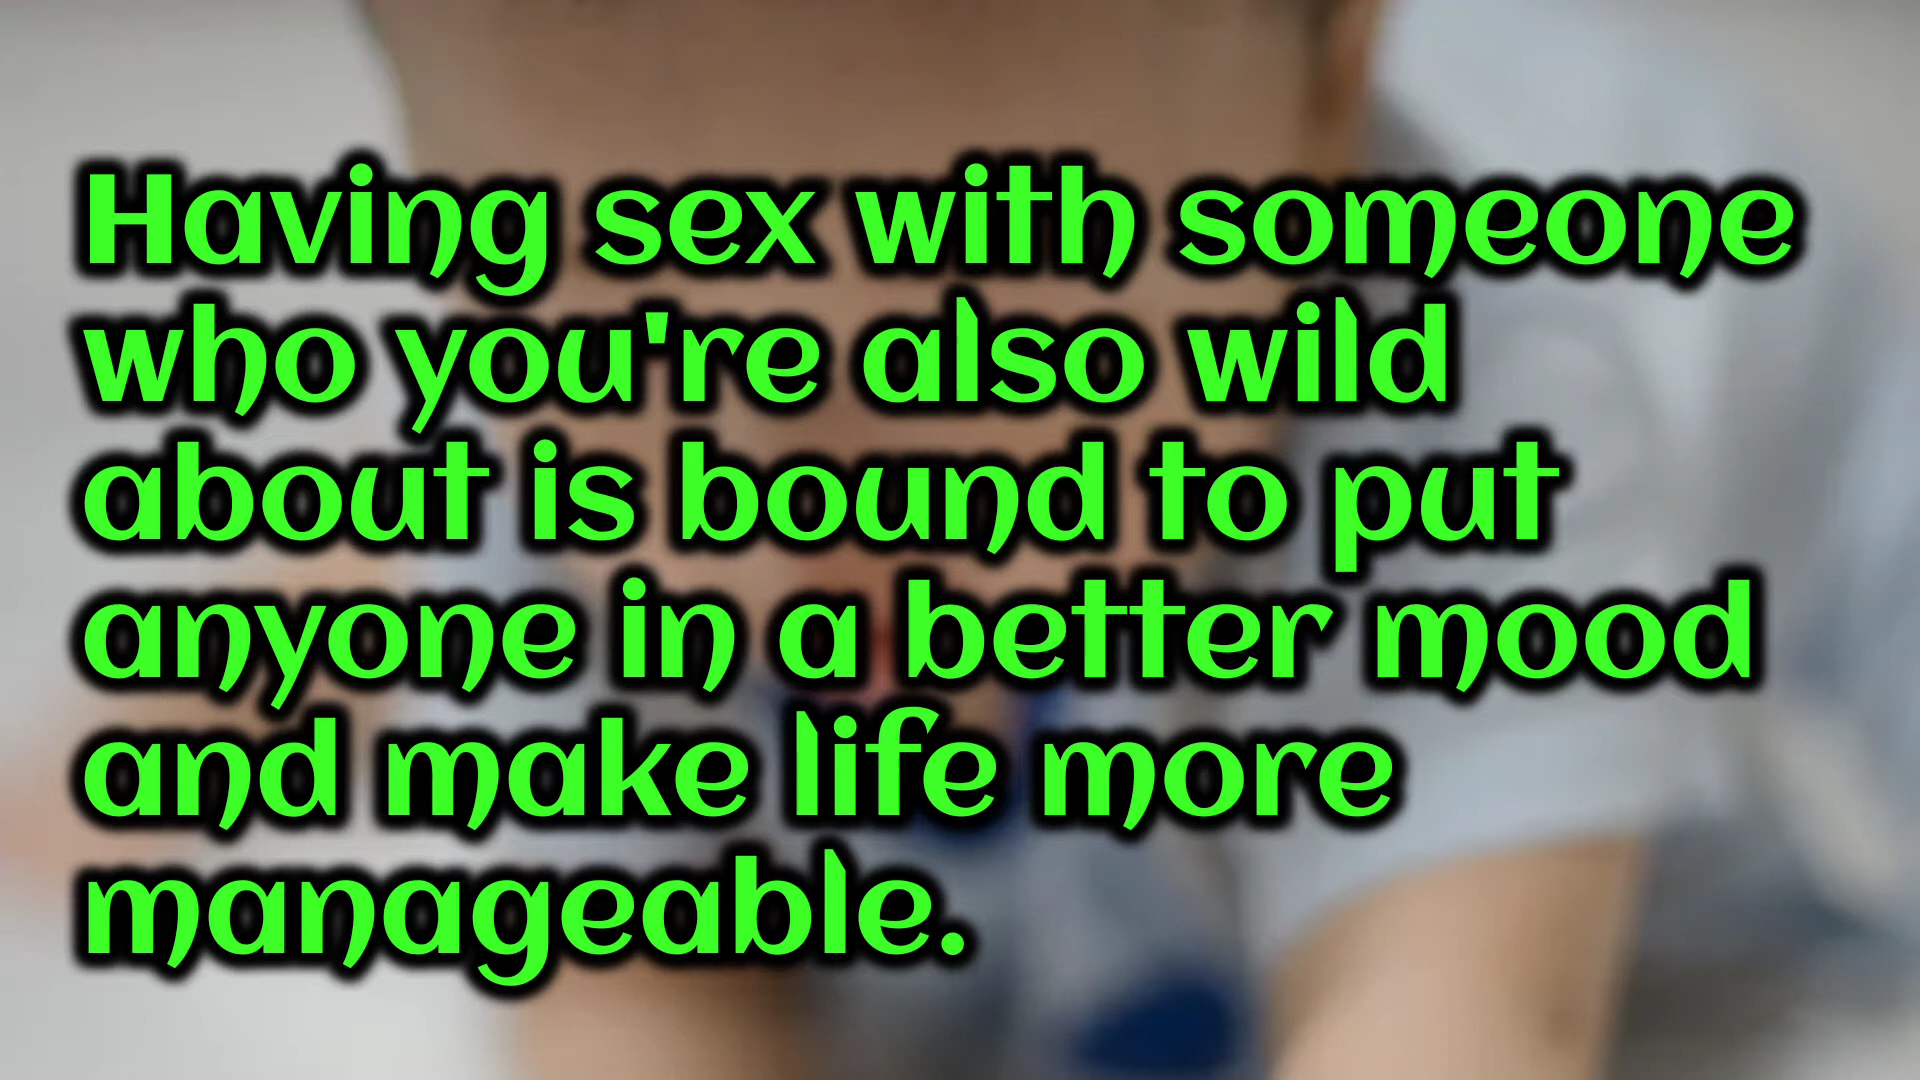 Having sex with someone
who you're also wild
about is bound to put
anyone in a better mood
and make life more
manageable.